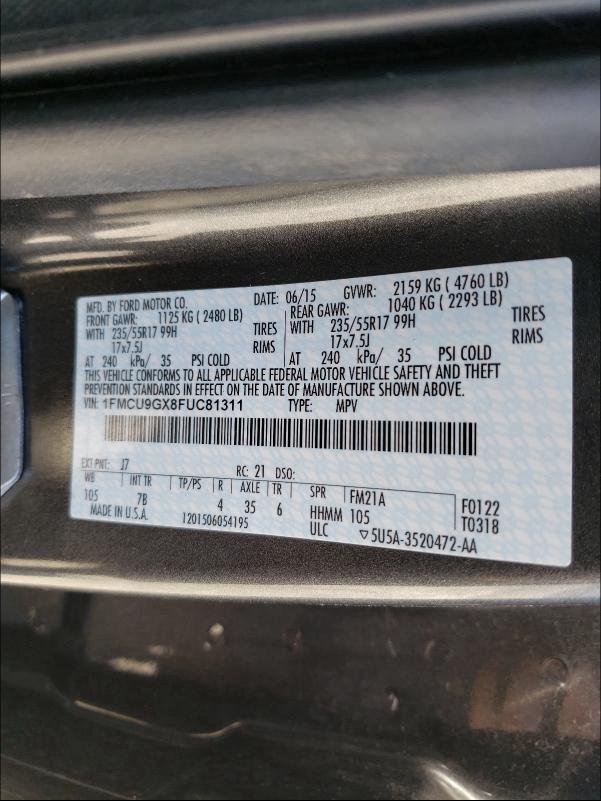 MFD. BY FORD MOTOR CO. DATE: 06/15 GVWR: 2159 KG ( 4760 LB)
FRONT GAWR: 1125 KG ( 2480 LB) REAR GAWR: 1040 KG ( 2293 LB)
WITH 235/55R17 99H TIRES WITH 235/55R17 99H TIRES
17x7.5J RIMS 17x7.5J RIMS
AT 240 kPa/ 35 PSI COLD AT 240 kPa/ 35 PSI COLD
THIS VEHICLE CONFORMS TO ALL APPLICABLE FEDERAL MOTOR VEHICLE SAFETY AND THEFT
PREVENTION STANDARDS IN EFFECT ON THE DATE OF MANUFACTURE SHOWN ABOVE.
VIN: 1FMCU9GX8FUC81311 TYPE: MPV
EXT PNT: J7 RC: 21 DSO:
WB INT TR TP/PS R AXLE TR SPR FM21A F0122
105 7B 4 35 6 HHMM 105 T0318
MADE IN U.S.A. 1201506054195 ULC ▽5U5A-3520472-AA